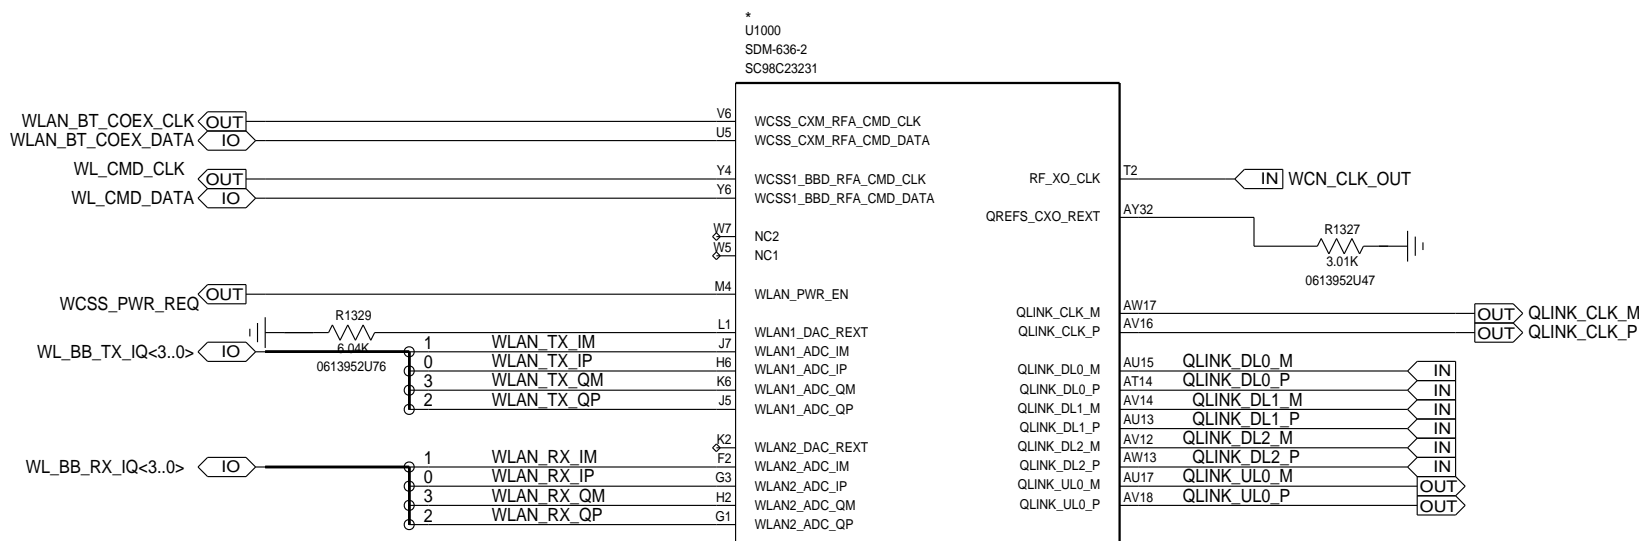 *
U1000
SDM-636-2
SC98C23231
WLAN_BT_COEX_CLK OUT V6 WCSS_CXM_RFA_CMD_CLK
WLAN_BT_COEX_DATA IO U5 WCSS_CXM_RFA_CMD_DATA
WL_CMD_CLK OUT Y4 WCSS1_BBD_RFA_CMD_CLK RF_XO_CLK T2 IN WCN_CLK_OUT
WL_CMD_DATA IO Y6 WCSS1_BBD_RFA_CMD_DATA
QREFS_CXO_REXT AY32
W7 NC2
R1327
W5 NC1
3.01K
0613952U47
WCSS_PWR_REQ OUT M4 WLAN_PWR_EN
QLINK_CLK_M AW17 OUT QLINK_CLK_M
R1329
L1 WLAN1_DAC_REXT QLINK_CLK_P AV16 OUT QLINK_CLK_P
6.04K
0613952U76
WL_BB_TX_IQ<3..0> IO 1 WLAN_TX_IM J7 WLAN1_ADC_IM
0 WLAN_TX_IP H6 WLAN1_ADC_IP QLINK_DL0_M AU15 QLINK_DL0_M IN
3 WLAN_TX_QM K6 WLAN1_ADC_QM QLINK_DL0_P AT14 QLINK_DL0_P IN
2 WLAN_TX_QP J5 WLAN1_ADC_QP QLINK_DL1_M AV14 QLINK_DL1_M IN
QLINK_DL1_P AU13 QLINK_DL1_P IN
K2 WLAN2_DAC_REXT QLINK_DL2_M AV12 QLINK_DL2_M IN
WL_BB_RX_IQ<3..0> IO 1 WLAN_RX_IM F2 WLAN2_ADC_IM QLINK_DL2_P AW13 QLINK_DL2_P IN
0 WLAN_RX_IP G3 WLAN2_ADC_IP QLINK_UL0_M AU17 QLINK_UL0_M OUT
3 WLAN_RX_QM H2 WLAN2_ADC_QM QLINK_UL0_P AV18 QLINK_UL0_P OUT
2 WLAN_RX_QP G1 WLAN2_ADC_QP